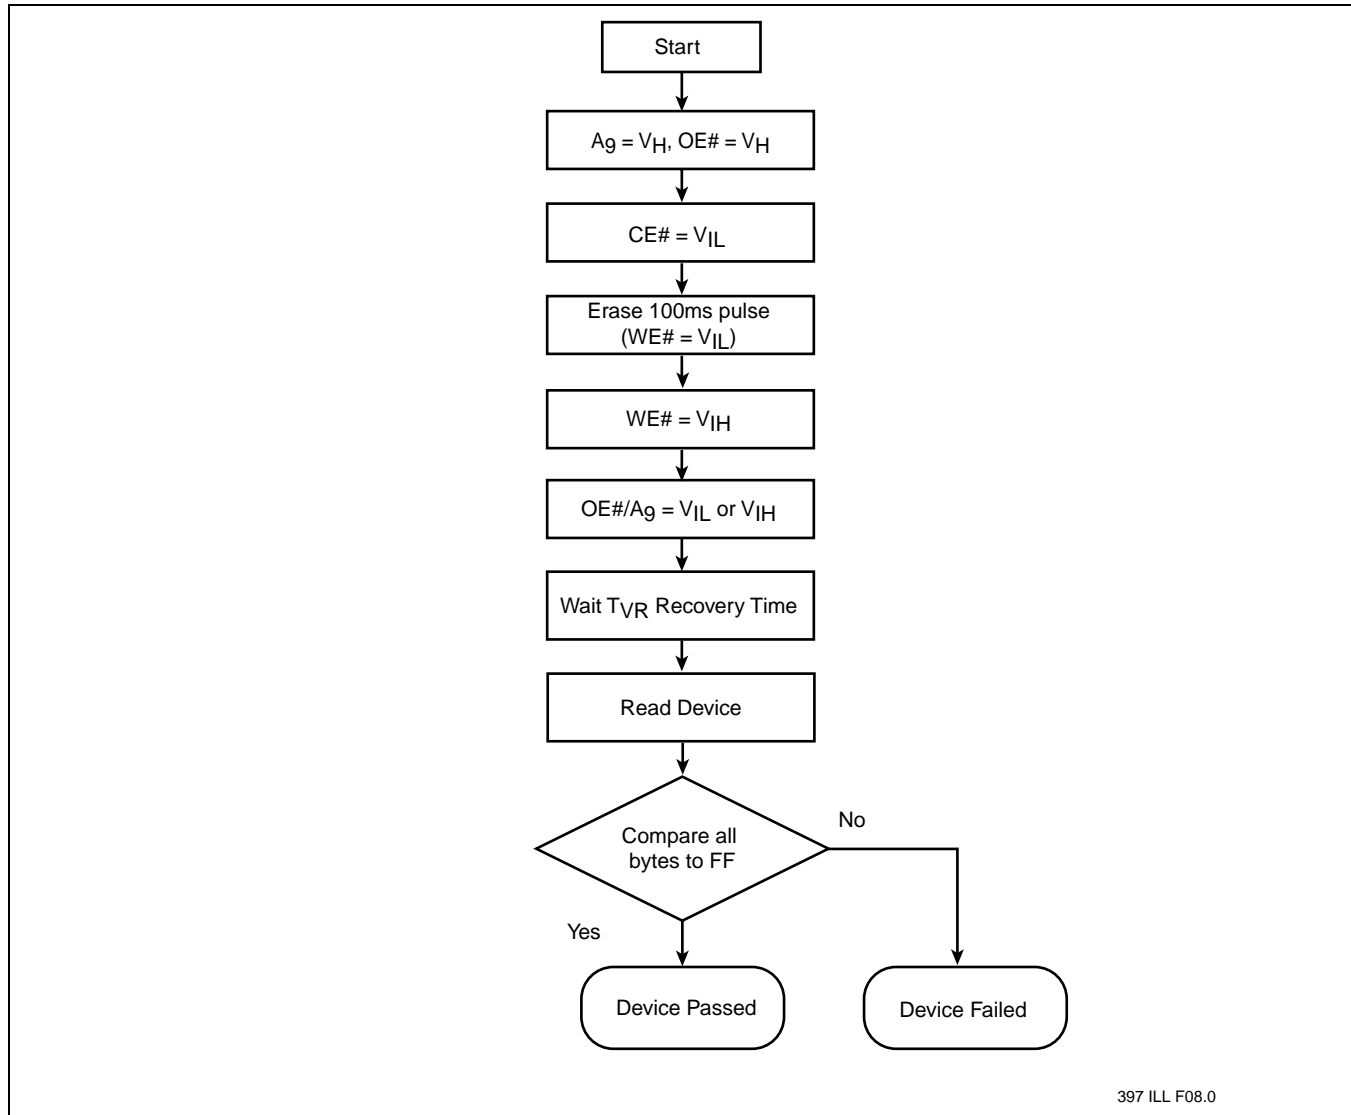 Start
A9 = VH, OE# = VH
CE# = VIL
Erase 100ms pulse
(WE# = VIL)
WE# = VIH
OE#/A9 = VIL or VIH
Wait TVR Recovery Time
Read Device
Compare all
bytes to FF
No
Yes
Device Passed
Device Failed
397 ILL F08.0